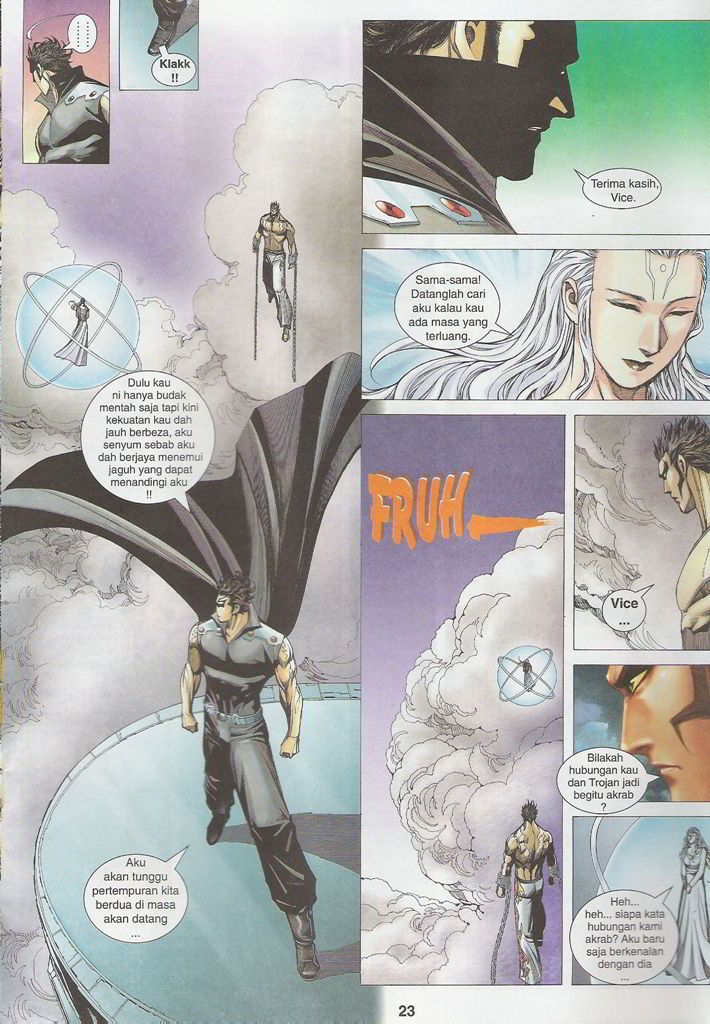 ......
Klakk
!!
Terima kasih,
Vice.
Sama-sama!
Datanglah cari
aku kalau kau
ada masa yang
terluang.
Dulu kau
ni hanya budak
mentah saja tapi kini
kekuatan kau dah
jauh berbeza, aku
senyum sebab aku
dah berjaya menemui
jaguh yang dapat
menandingi aku
!!
Aku
akan tunggu
pertempuran kita
berdua di masa
akan datang
...
FRUH
Vice
...
Bilakah
hubungan kau
dan Trojan jadi
begitu akrab
?
Heh...
heh... siapa kata
hubungan kami
akrab? Aku baru
saja berkenalan
dengan dia
...
23